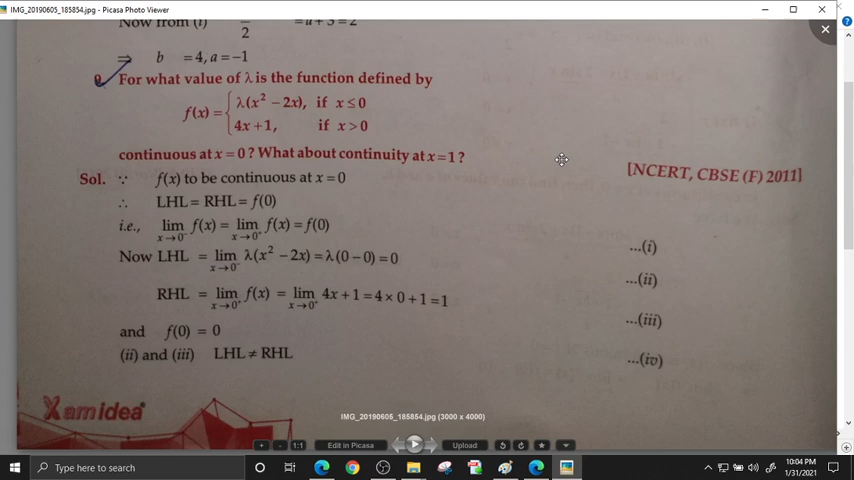 IMG_20190605_185854.jpg - Picasa Photo Viewer
Now from (i) /2 = a + 3 = 2
⇒ b = 4, a = −1
For what value of λ is the function defined by
f(x) = { λ(x² − 2x), if x ≤ 0
4x + 1, if x > 0
continuous at x = 0 ? What about continuity at x = 1 ?
[NCERT, CBSE (F) 2011]
Sol. ∵ f(x) to be continuous at x = 0
∴ LHL = RHL = f(0)
i.e., lim x→0⁻ f(x) = lim x→0⁺ f(x) = f(0) ...(i)
Now LHL = lim x→0⁻ λ(x² − 2x) = λ(0 − 0) = 0 ...(ii)
RHL = lim x→0⁺ f(x) = lim x→0⁺ 4x + 1 = 4 × 0 + 1 = 1 ...(iii)
and f(0) = 0 ...(iv)
(ii) and (iii) LHL ≠ RHL
Xamidea
IMG_20190605_185854.jpg (3000 x 4000)
+ - 1:1 Edit in Picasa Upload
Type here to search
10:04 PM
1/31/2021